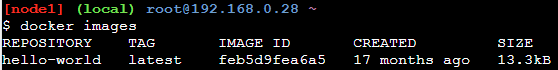 [node1] (local) root@192.168.0.28 ~
$ docker images
REPOSITORY TAG IMAGE ID CREATED SIZE
hello-world latest feb5d9fea6a5 17 months ago 13.3kB